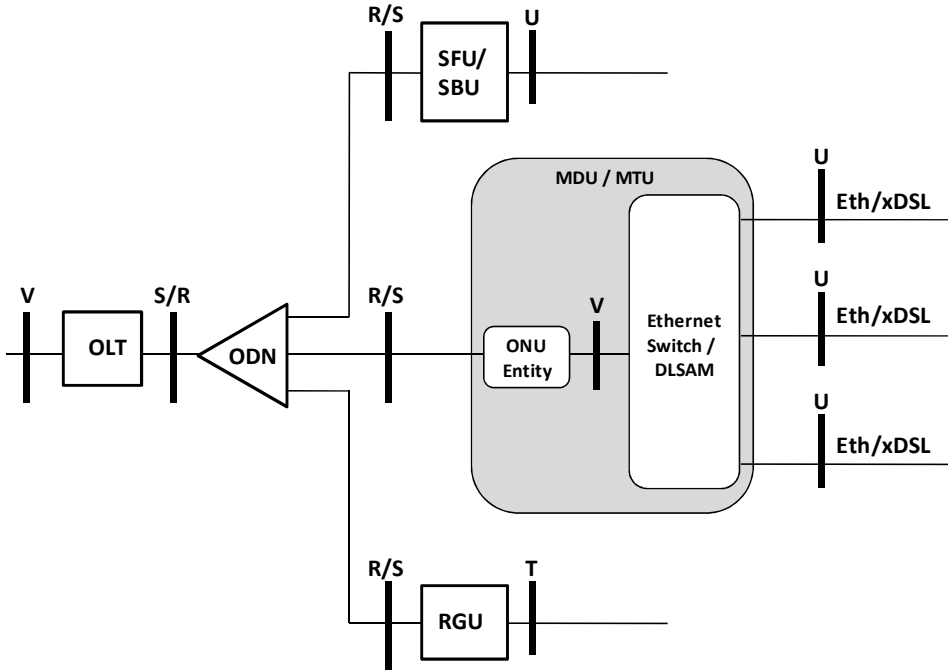 R/S
U
SFU/
SBU
MDU / MTU
U
Eth/xDSL
V
S/R
R/S
V
U
Eth/xDSL
OLT
ODN
ONU
Entity
Ethernet
Switch /
DLSAM
U
Eth/xDSL
R/S
T
RGU